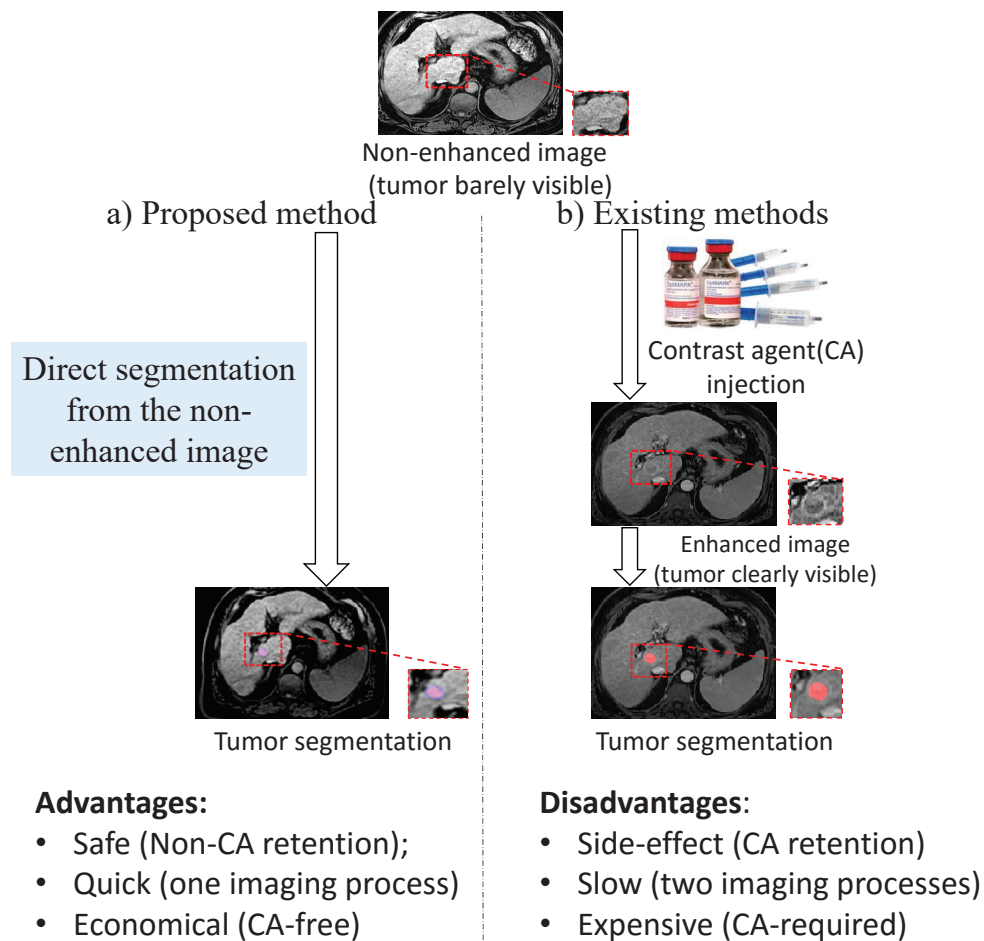 Non-enhanced image
(tumor barely visible)
a) Proposed method
b) Existing methods
OptiMARK
OptiMARK
Contrast agent(CA)
injection
Direct segmentation
from the non-
enhanced image
Enhanced image
(tumor clearly visible)
Tumor segmentation
Tumor segmentation
Advantages:
• Safe (Non-CA retention);
• Quick (one imaging process)
• Economical (CA-free)
Disadvantages:
• Side-effect (CA retention)
• Slow (two imaging processes)
• Expensive (CA-required)